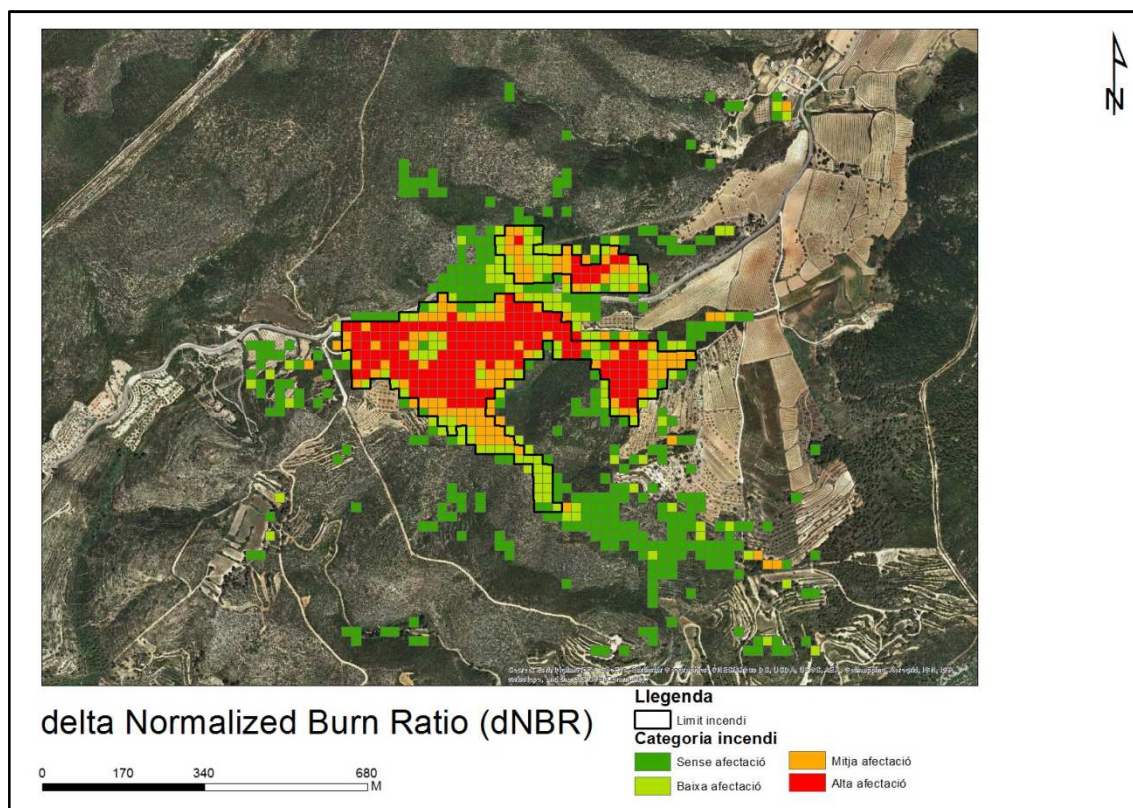 N
delta Normalized Burn Ratio (dNBR)
0 170 340 680
M
Llegenda
Limit incendi
Categoria incendi
Sense afectació
Mitja afectació
Baixa afectació
Alta afectació